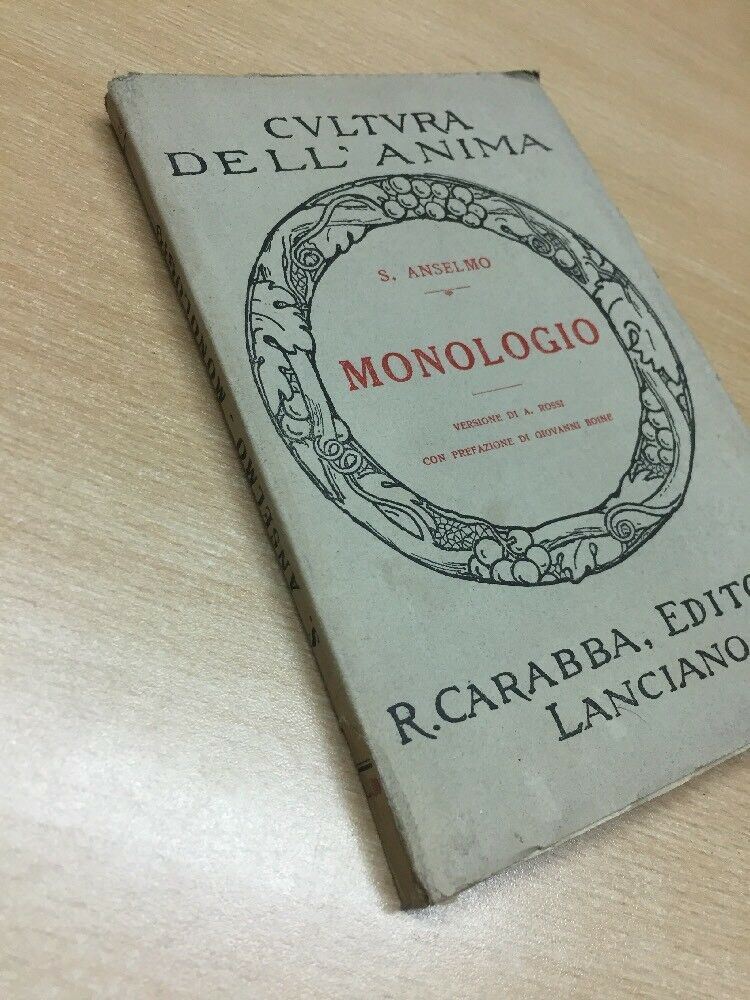 CVLTVRA
DELL' ANIMA
S. ANSELMO
MONOLOGIO
VERSIONE DI A. ROSSI
CON PREFAZIONE DI GIOVANNI BOINE
R. CARABBA, EDITO
LANCIANO
S. ANSELMO - MONOLOGIO